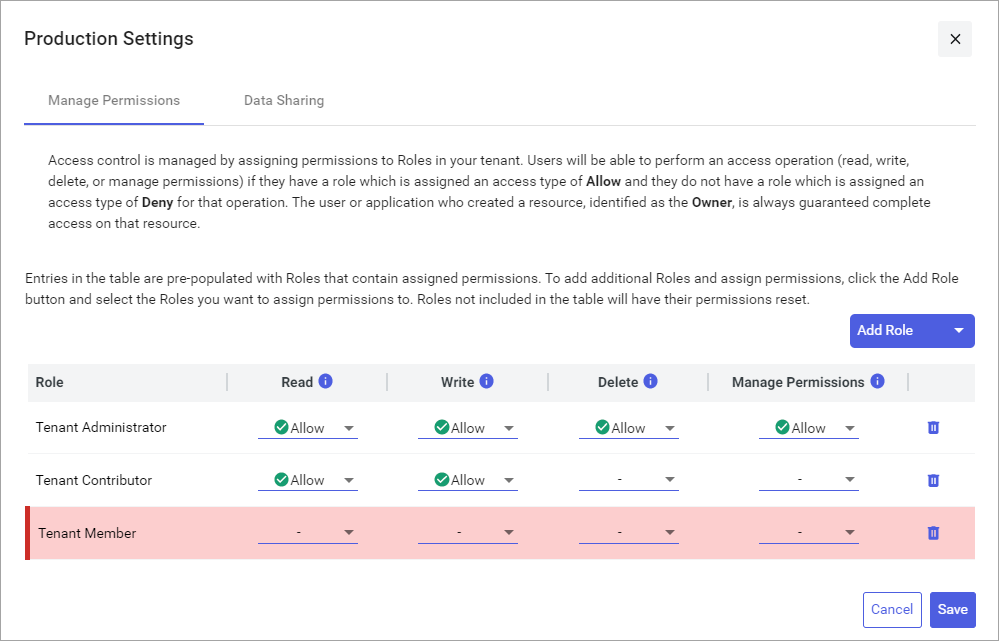 Production Settings
Manage Permissions Data Sharing
Access control is managed by assigning permissions to Roles in your tenant. Users will be able to perform an access operation (read, write,
delete, or manage permissions) if they have a role which is assigned an access type of Allow and they do not have a role which is assigned an
access type of Deny for that operation. The user or application who created a resource, identified as the Owner, is always guaranteed complete
access on that resource.
Entries in the table are pre-populated with Roles that contain assigned permissions. To add additional Roles and assign permissions, click the Add Role
button and select the Roles you want to assign permissions to. Roles not included in the table will have their permissions reset.
Add Role
Role Read Write Delete Manage Permissions
Tenant Administrator Allow Allow Allow Allow
Tenant Contributor Allow Allow - -
Tenant Member - - - -
Cancel Save